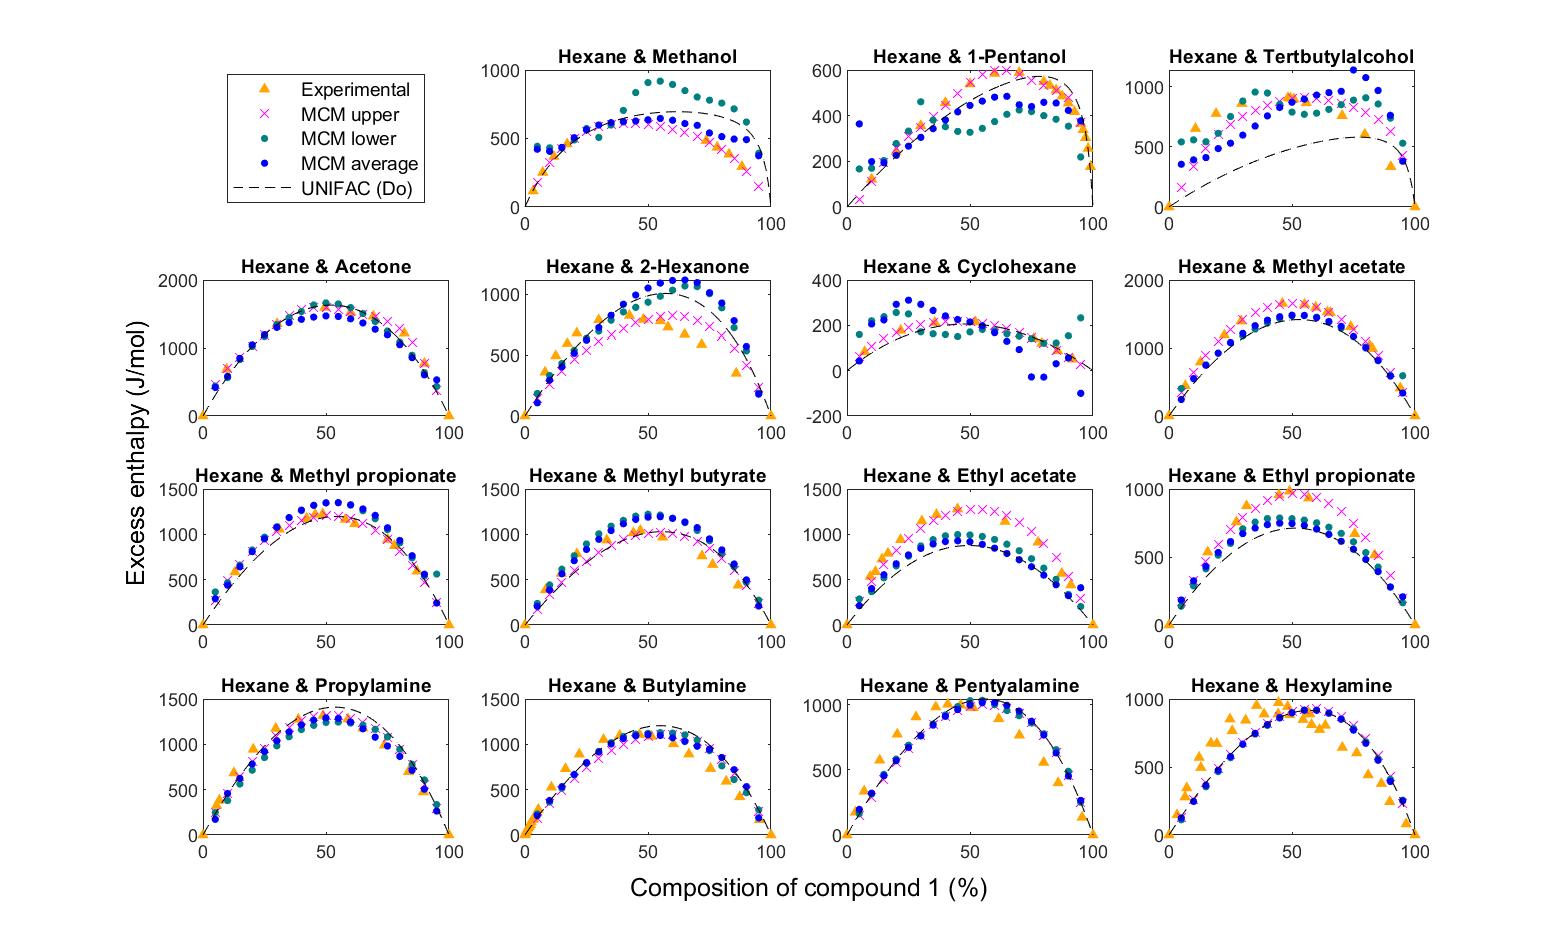 Hexane & Methanol
Hexane & 1-Pentanol
Hexane & Tertbutylalcohol
Experimental
MCM upper
MCM lower
MCM average
UNIFAC (Do)
1000
500
0
0 50 100
600
400
200
0
0 50 100
1000
500
0
0 50 100
Hexane & Acetone
Hexane & 2-Hexanone
Hexane & Cyclohexane
Hexane & Methyl acetate
2000
1000
0
0 50 100
1000
500
0
0 50 100
400
200
0
-200
0 50 100
2000
1000
0
0 50 100
Excess enthalpy (J/mol)
Hexane & Methyl propionate
Hexane & Methyl butyrate
Hexane & Ethyl acetate
Hexane & Ethyl propionate
1500
1000
500
0
0 50 100
1500
1000
500
0
0 50 100
1500
1000
500
0
0 50 100
1000
500
0
0 50 100
Hexane & Propylamine
Hexane & Butylamine
Hexane & Pentyalamine
Hexane & Hexylamine
1500
1000
500
0
0 50 100
1500
1000
500
0
0 50 100
1000
500
0
0 50 100
1000
500
0
0 50 100
Composition of compound 1 (%)